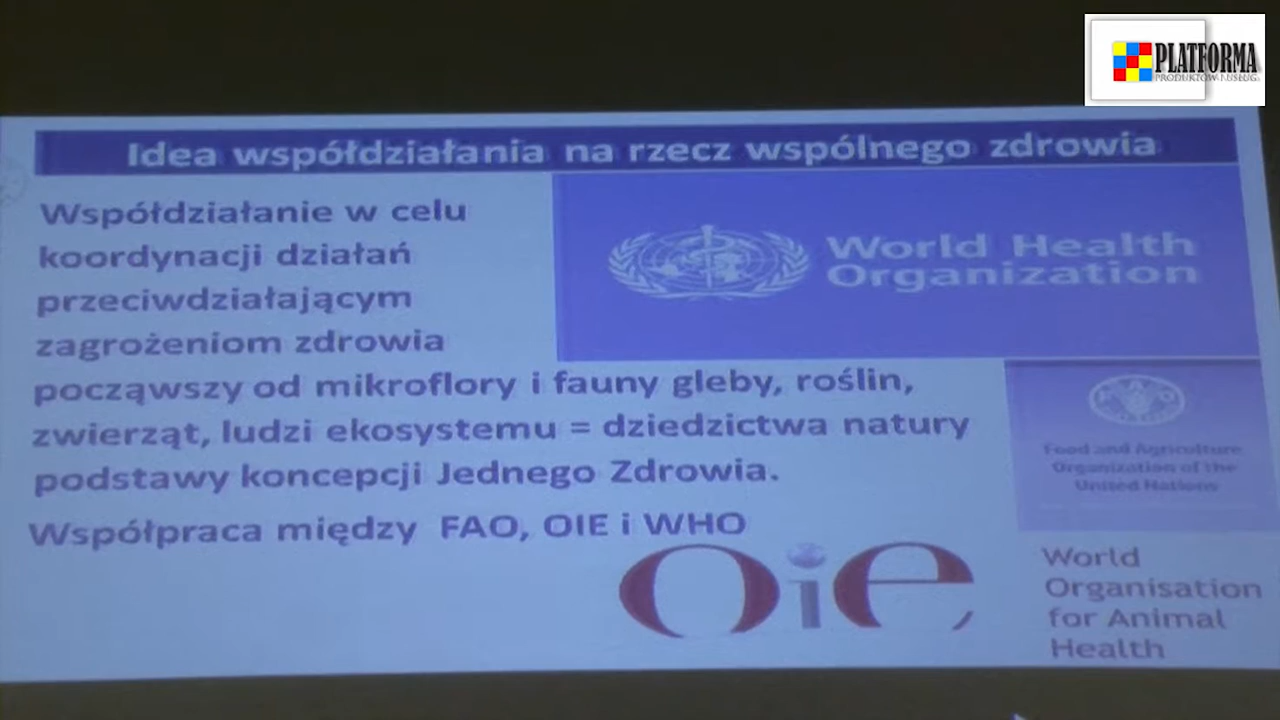 PLATFORMA
PRODUKTÓW I USŁUG
Idea współdziałania na rzecz wspólnego zdrowia
Współdziałanie w celu
koordynacji działań
przeciwdziałającym
zagrożeniom zdrowia
począwszy od mikroflory i fauny gleby, roślin,
zwierząt, ludzi ekosystemu = dziedzictwa natury
podstawy koncepcji Jednego Zdrowia.
Współpraca między FAO, OIE i WHO
World Health
Organization
Food and Agriculture
Organization of the
United Nations
Oie
World
Organisation
for Animal
Health